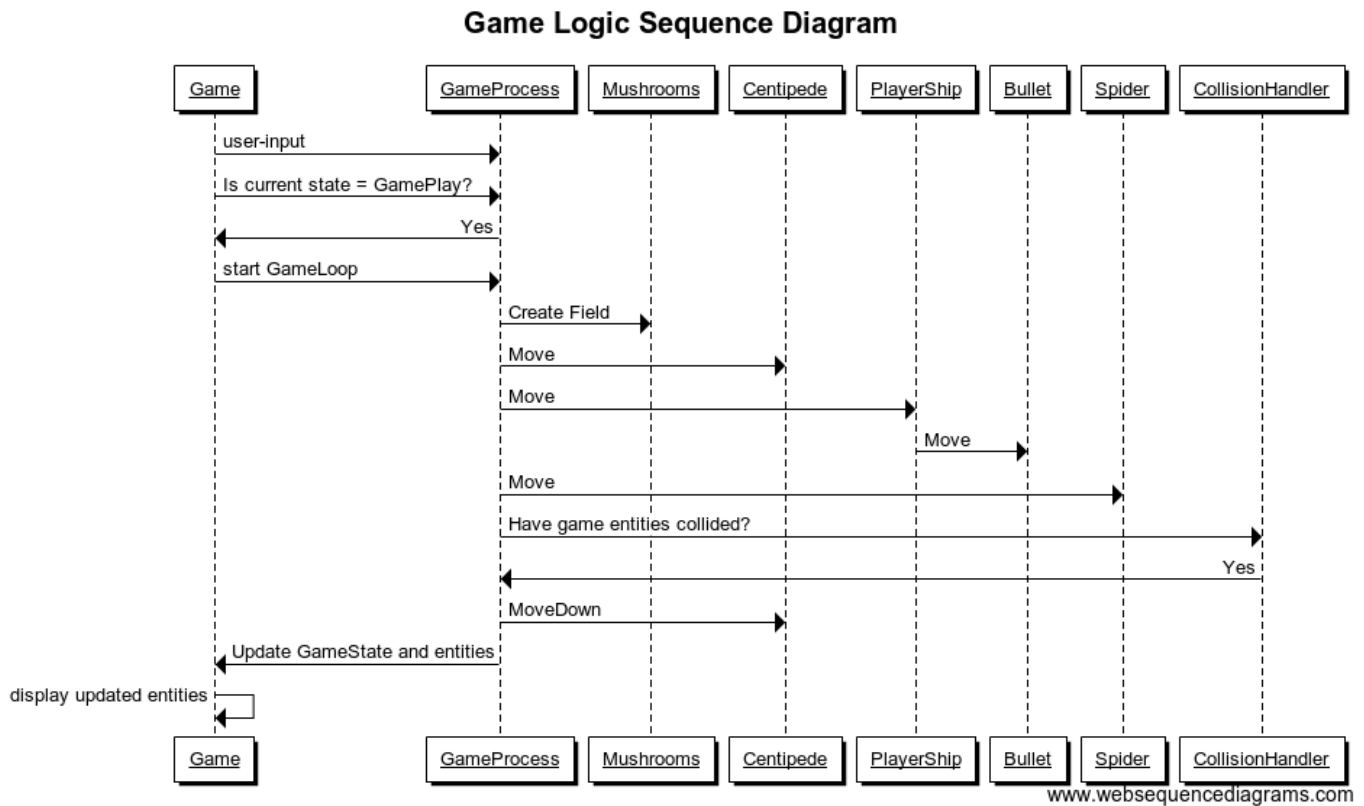 Game Logic Sequence Diagram
Game GameProcess Mushrooms Centipede PlayerShip Bullet Spider CollisionHandler
user-input
Is current state = GamePlay?
Yes
start GameLoop
Create Field
Move
Move
Move
Move
Have game entities collided?
Yes
MoveDown
Update GameState and entities
display updated entities
Game GameProcess Mushrooms Centipede PlayerShip Bullet Spider CollisionHandler
www.websequencediagrams.com